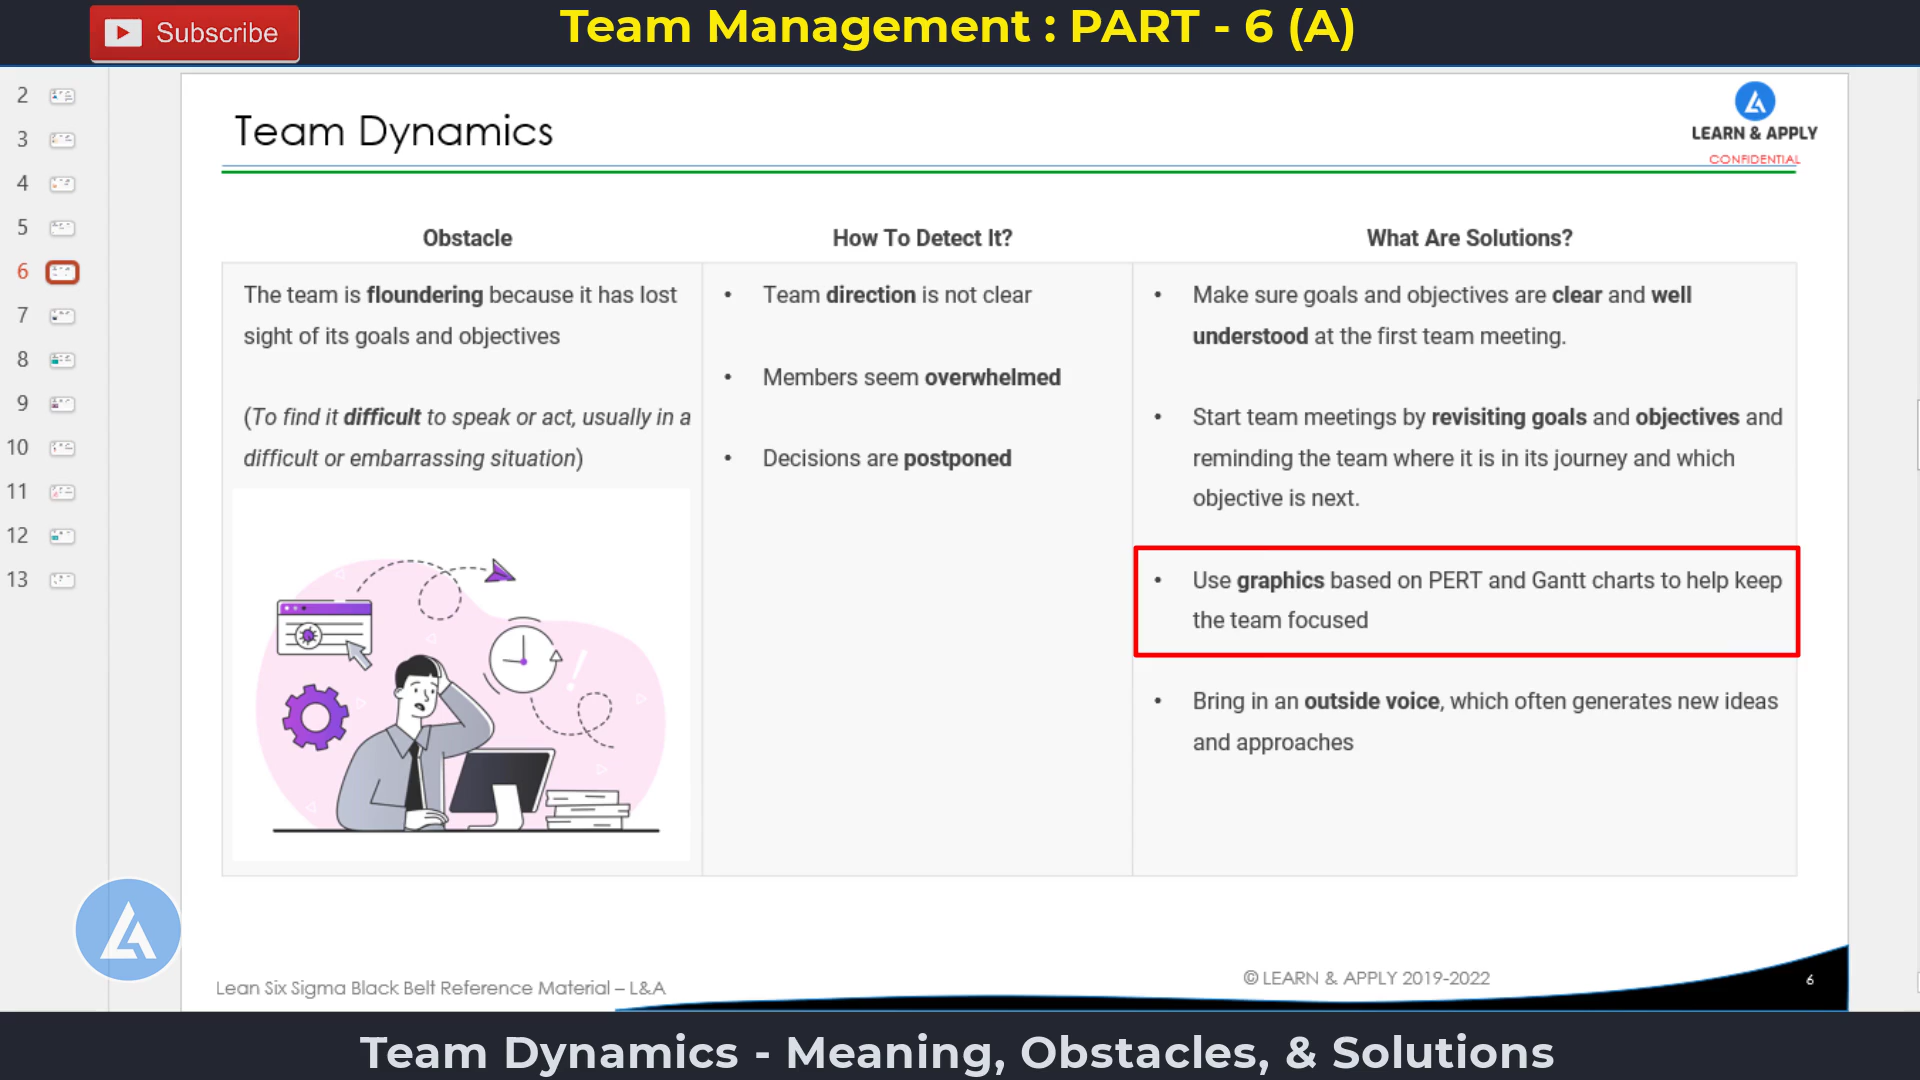 Subscribe
Team Management : PART - 6 (A)
2
3
4
5
6
7
8
9
10
11
12
13
Team Dynamics
LEARN & APPLY
CONFIDENTIAL
Obstacle
How To Detect It?
What Are Solutions?
The team is floundering because it has lost
sight of its goals and objectives
(To find it difficult to speak or act, usually in a
difficult or embarrassing situation)
• Team direction is not clear
• Members seem overwhelmed
• Decisions are postponed
• Make sure goals and objectives are clear and well
understood at the first team meeting.
• Start team meetings by revisiting goals and objectives and
reminding the team where it is in its journey and which
objective is next.
• Use graphics based on PERT and Gantt charts to help keep
the team focused
• Bring in an outside voice, which often generates new ideas
and approaches
Lean Six Sigma Black Belt Reference Material – L&A
© LEARN & APPLY 2019-2022
6
Team Dynamics - Meaning, Obstacles, & Solutions